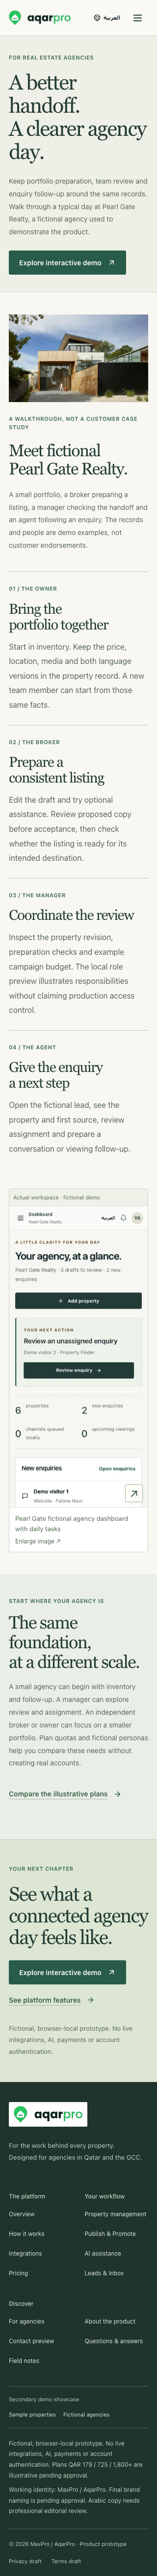 aqarpro
العربية
FOR REAL ESTATE AGENCIES
A better
handoff.
A clearer agency
day.
Keep portfolio preparation, team review and
enquiry follow-up around the same records.
Walk through a typical day at Pearl Gate
Realty, a fictional agency used to
demonstrate the product.
Explore interactive demo ↗
A WALKTHROUGH, NOT A CUSTOMER CASE
STUDY
Meet fictional
Pearl Gate Realty.
A small portfolio, a broker preparing a
listing, a manager checking the handoff and
an agent following an enquiry. The records
and people are demo examples, not
customer endorsements.
01 / THE OWNER
Bring the
portfolio together
Start in inventory. Keep the price,
location, media and both language
versions in the property record. A new
team member can start from those
same facts.
02 / THE BROKER
Prepare a
consistent listing
Edit the draft and try optional
assistance. Review proposed copy
before acceptance, then check
whether the listing is ready for its
intended destination.
03 / THE MANAGER
Coordinate the review
Inspect the property revision,
preparation checks and example
campaign budget. The local role
preview illustrates responsibilities
without claiming production access
control.
04 / THE AGENT
Give the enquiry
a next step
Open the fictional lead, see the
property and first source, review
assignment and prepare a
conversation or viewing follow-up.
Actual workspace · fictional demo
Dashboard
Pearl Gate Realty
العربية
YA
A LITTLE CLARITY FOR YOUR DAY
Your agency, at a glance.
Pearl Gate Realty · 3 drafts to review · 2 new
enquiries
+ Add property
YOUR NEXT ACTION
Review an unassigned enquiry
Demo visitor 2 · Property Finder
Review enquiry →
6 properties
2 new enquiries
0 channels queued
locally
0 upcoming viewings
New enquiries
Open enquiries
Demo visitor 1
Website · Fatima Noor
Pearl Gate fictional agency dashboard
with daily tasks
Enlarge image ↗
START WHERE YOUR AGENCY IS
The same
foundation,
at a different scale.
A small agency can begin with inventory
and follow-up. A manager can explore
review and assignment. An independent
broker or owner can focus on a smaller
portfolio. Plan quotas and fictional personas
help you compare these needs without
creating real accounts.
Compare the illustrative plans →
YOUR NEXT CHAPTER
See what a
connected agency
day feels like.
Explore interactive demo ↗
See platform features →
Fictional, browser-local prototype. No live
integrations, AI, payments or account
authentication.
aqarpro
For the work behind every property.
Designed for agencies in Qatar and the GCC.
The platform
Overview
How it works
Integrations
Pricing
Your workflow
Property management
Publish & Promote
AI assistance
Leads & Inbox
Discover
For agencies
Contact preview
Field notes
About the product
Questions & answers
Secondary demo showcase
Sample properties
Fictional agencies
Fictional, browser-local prototype. No live
integrations, AI, payments or account
authentication. Plans QAR 179 / 725 / 1,800+ are
illustrative pending approval.
Working identity: MaxPro / AqarPro. Final brand
naming is pending approval. Arabic copy needs
professional editorial review.
© 2026 MaxPro / AqarPro · Product prototype
Privacy draft
Terms draft